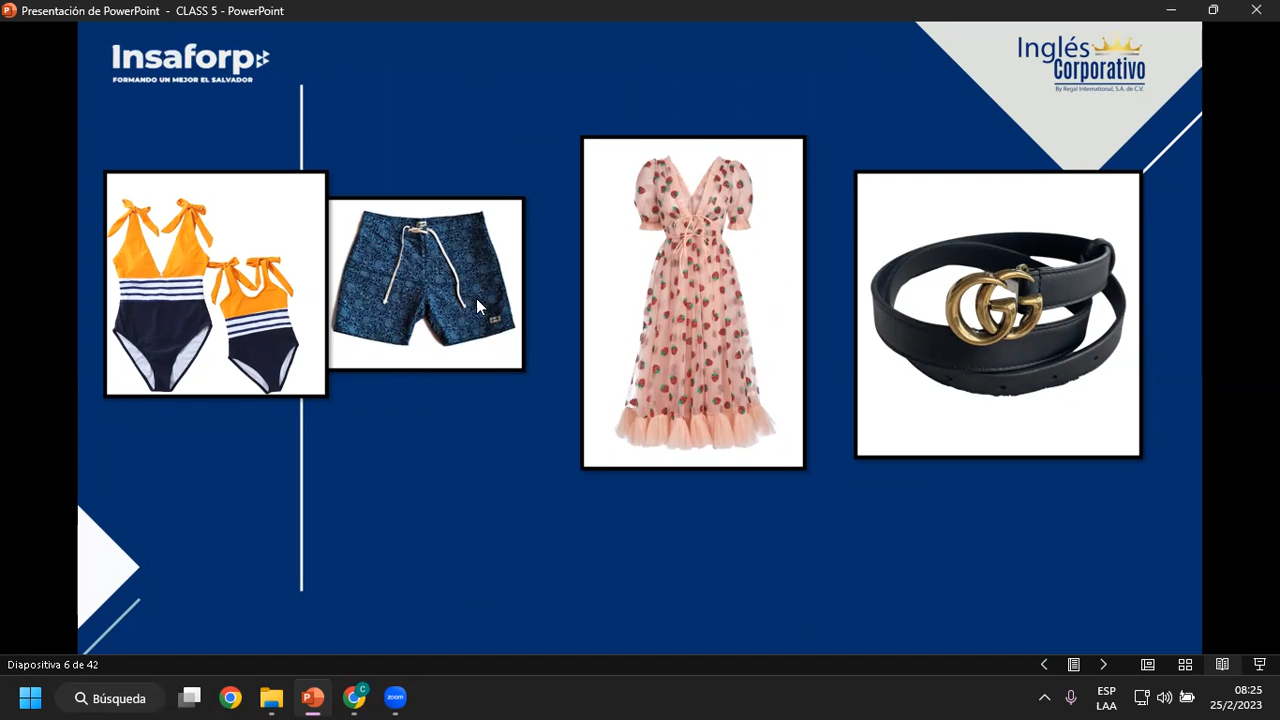 Presentación de PowerPoint - CLASS 5 - PowerPoint
Insaforp
FORMANDO UN MEJOR EL SALVADOR
Inglés
Corporativo
By Regal International, S.A. de C.V.
Diapositiva 6 de 42
Búsqueda
zoom
ESP
LAA
08:25
25/2/2023